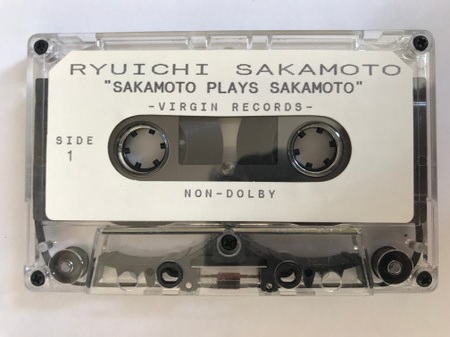 RYUICHI SAKAMOTO
"SAKAMOTO PLAYS SAKAMOTO"
-VIRGIN RECORDS-
SIDE
1
NON-DOLBY